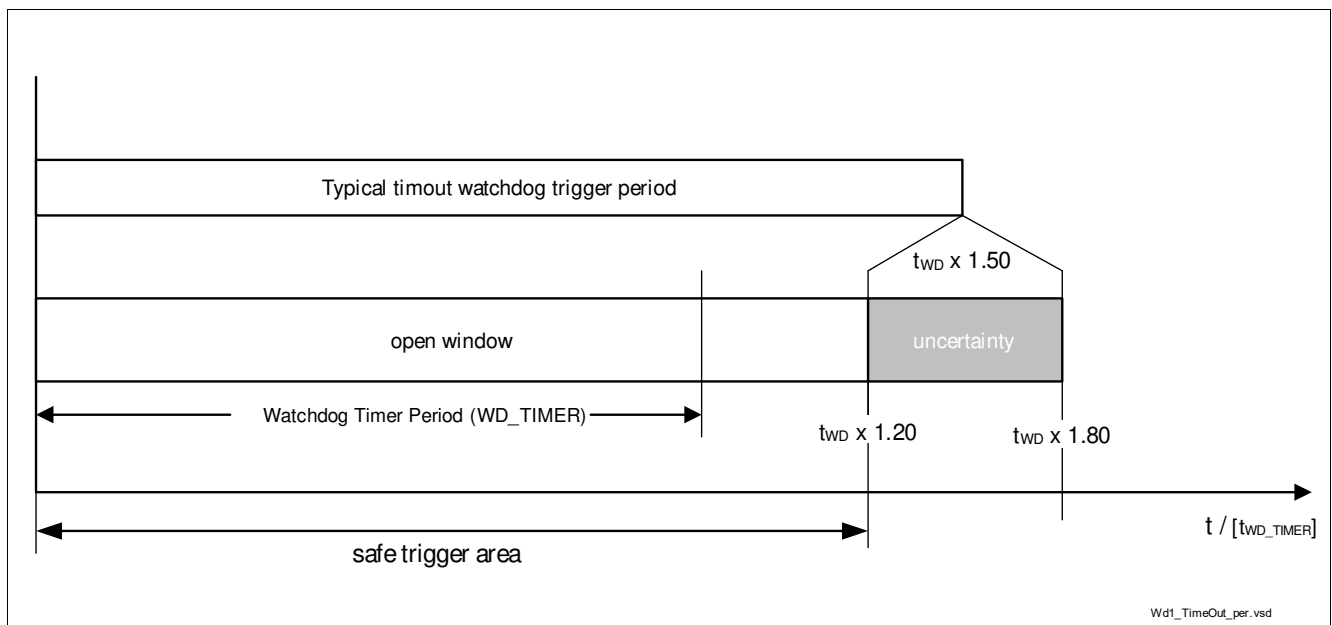 Typical timout watchdog trigger period
tWD x 1.50
open window
uncertainty
Watchdog Timer Period (WD_TIMER)
tWD x 1.20
tWD x 1.80
t / [tWD_TIMER]
safe trigger area
Wd1_TimeOut_per.vsd